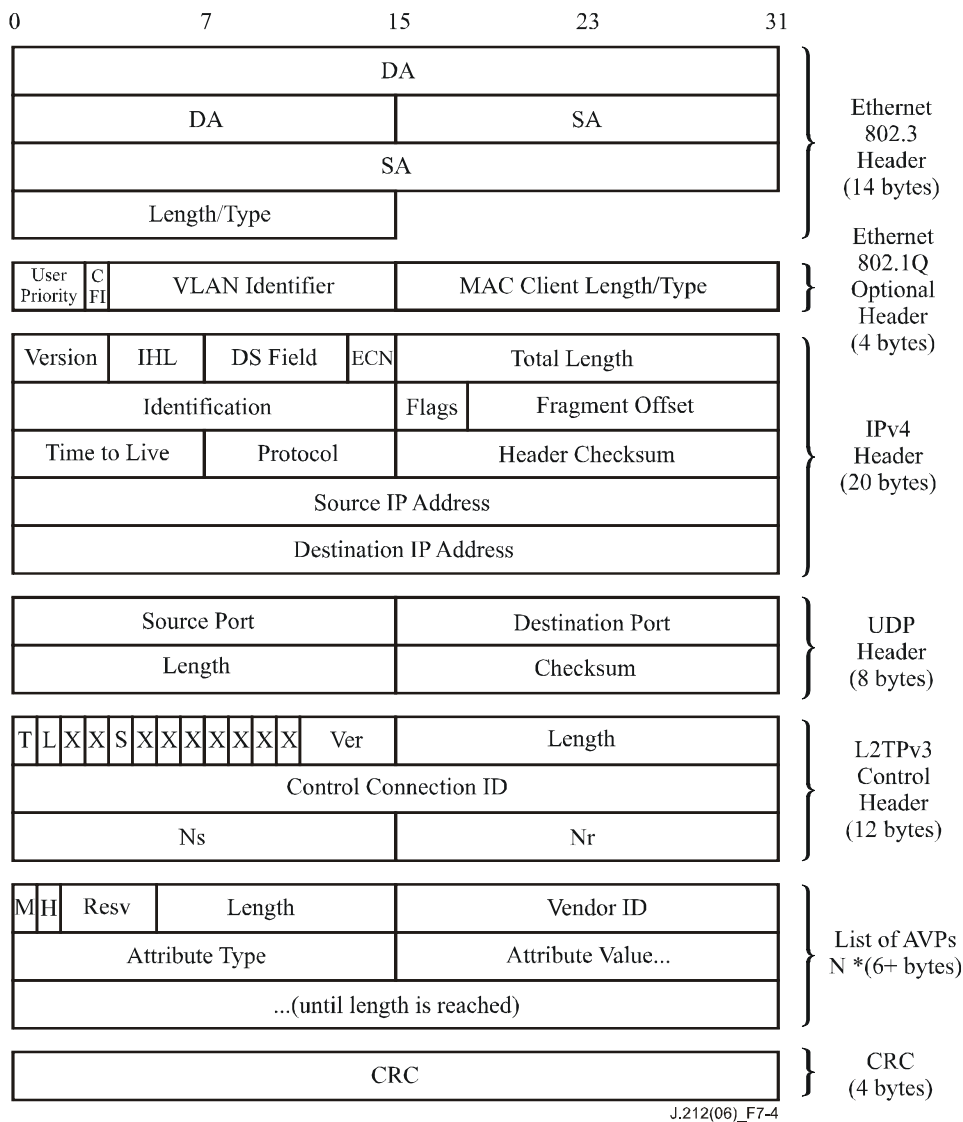 0 7 15 23 31
DA
DA SA
SA
Length/Type
Ethernet
802.3
Header
(14 bytes)
User
Priority
C
FI
VLAN Identifier
MAC Client Length/Type
Ethernet
802.1Q
Optional
Header
(4 bytes)
Version IHL DS Field ECN Total Length
Identification Flags Fragment Offset
Time to Live Protocol Header Checksum
Source IP Address
Destination IP Address
IPv4
Header
(20 bytes)
Source Port Destination Port
Length Checksum
UDP
Header
(8 bytes)
T L X X S X X X X X X X Ver Length
Control Connection ID
Ns Nr
L2TPv3
Control
Header
(12 bytes)
M H Resv Length Vendor ID
Attribute Type Attribute Value...
...(until length is reached)
List of AVPs
N *(6+ bytes)
CRC
CRC
(4 bytes)
J.212(06)_F7-4